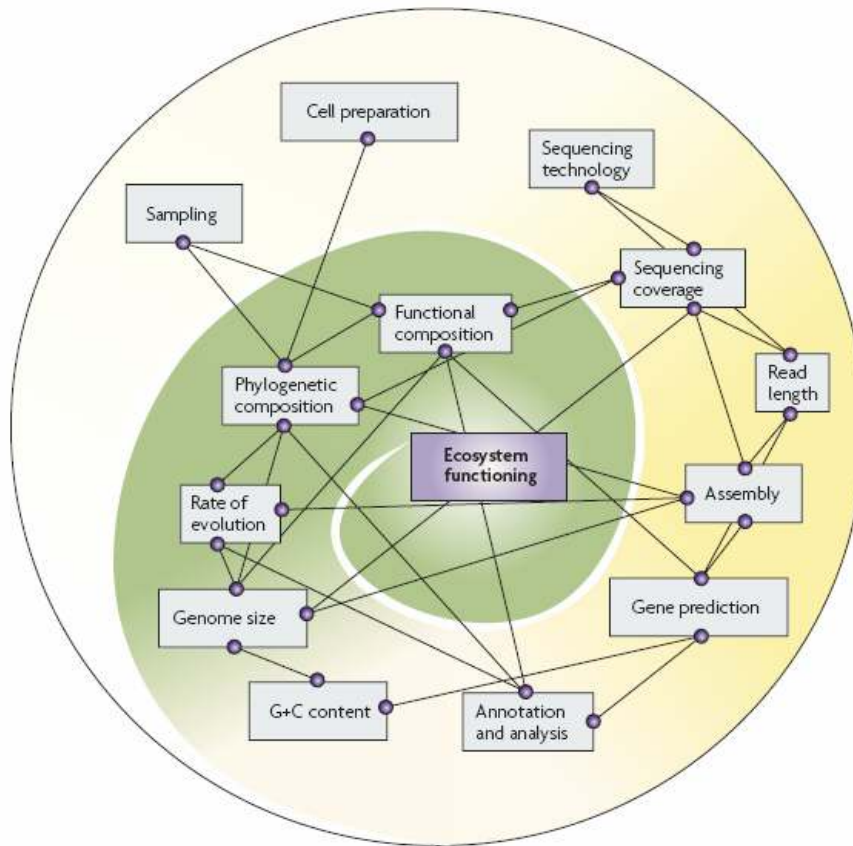 Cell preparation
Sequencing
technology
Sampling
Sequencing
coverage
Functional
composition
Phylogenetic
composition
Read
length
Ecosystem
functioning
Rate of
evolution
Assembly
Genome size
Gene prediction
G+C content
Annotation
and analysis